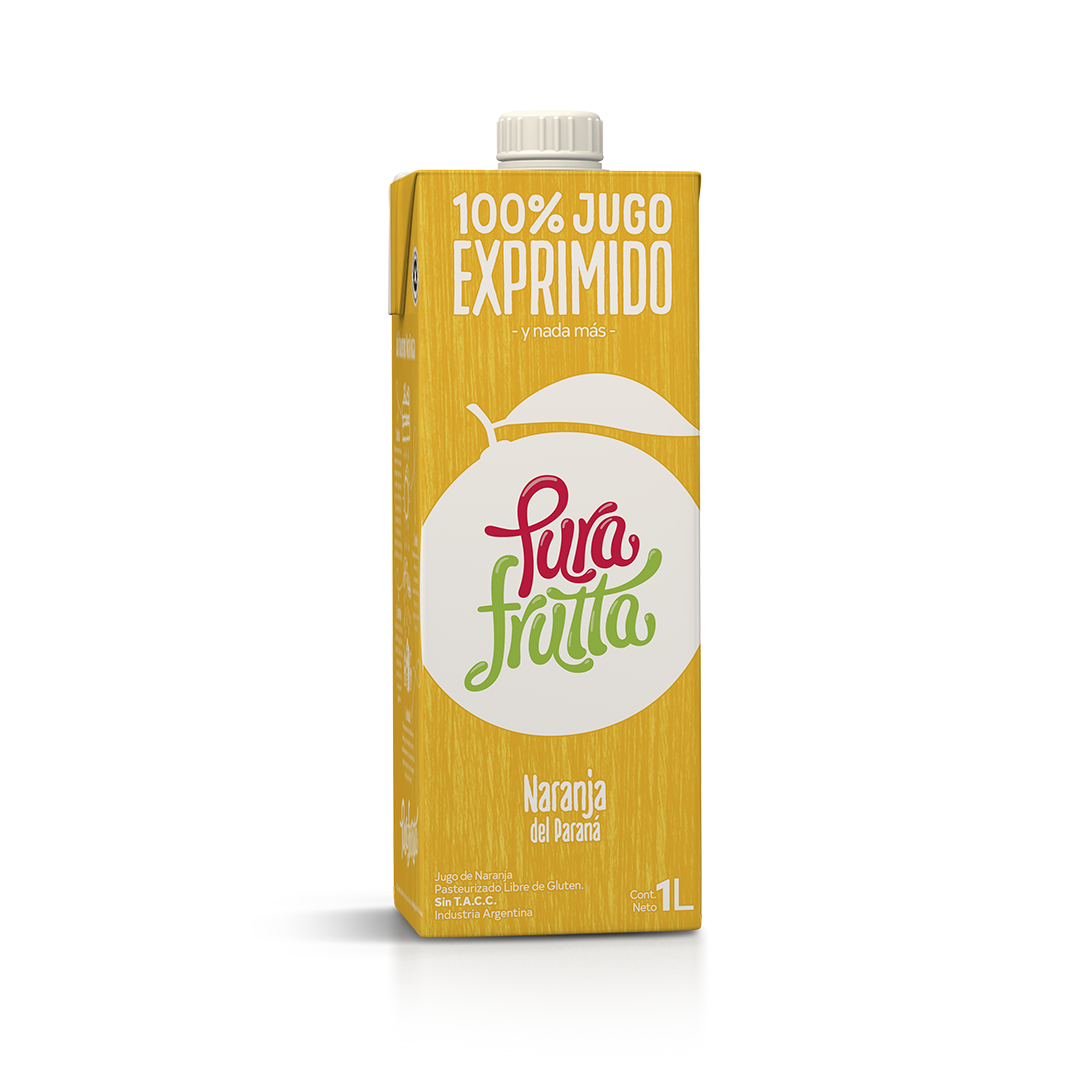 100% JUGO
EXPRIMIDO
- y nada más -
Pura
frutta
Naranja
del Paraná
Jugo de Naranja
Pasteurizado Libre de Gluten.
Sin T.A.C.C.
Industria Argentina
Cont.
Neto 1L